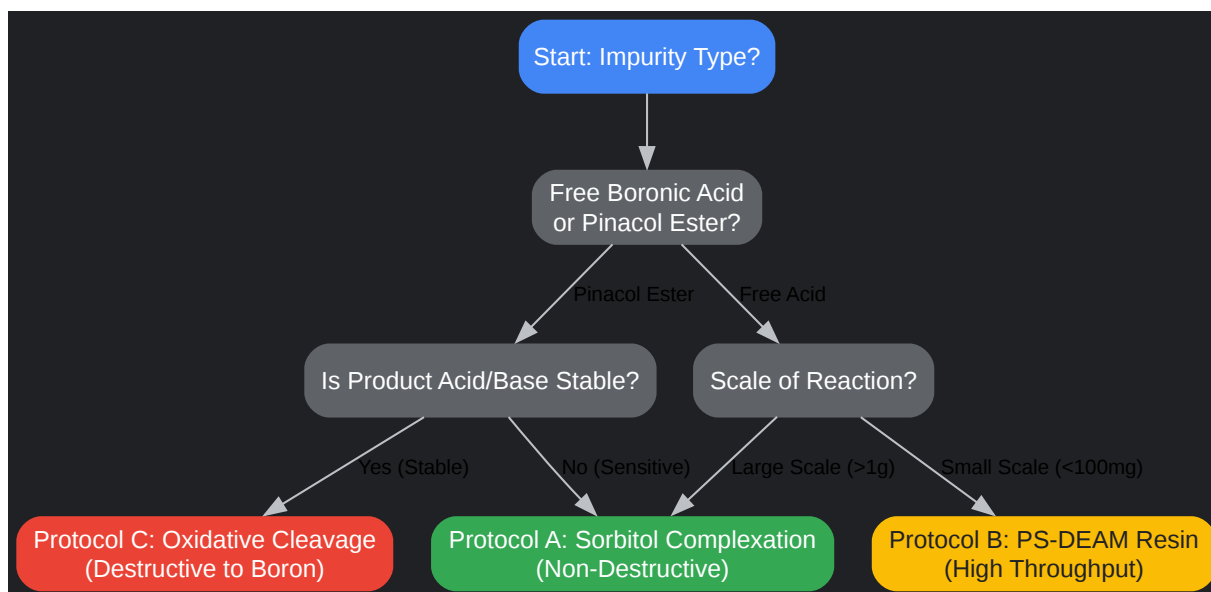 Start: Impurity Type?
Free Boronic Acid
or Pinacol Ester?
Pinacol Ester
Free Acid
Is Product Acid/Base Stable?
Scale of Reaction?
Yes (Stable)
No (Sensitive)
Large Scale (>1g)
Small Scale (<100mg)
Protocol C: Oxidative Cleavage
(Destructive to Boron)
Protocol A: Sorbitol Complexation
(Non-Destructive)
Protocol B: PS-DEAM Resin
(High Throughput)